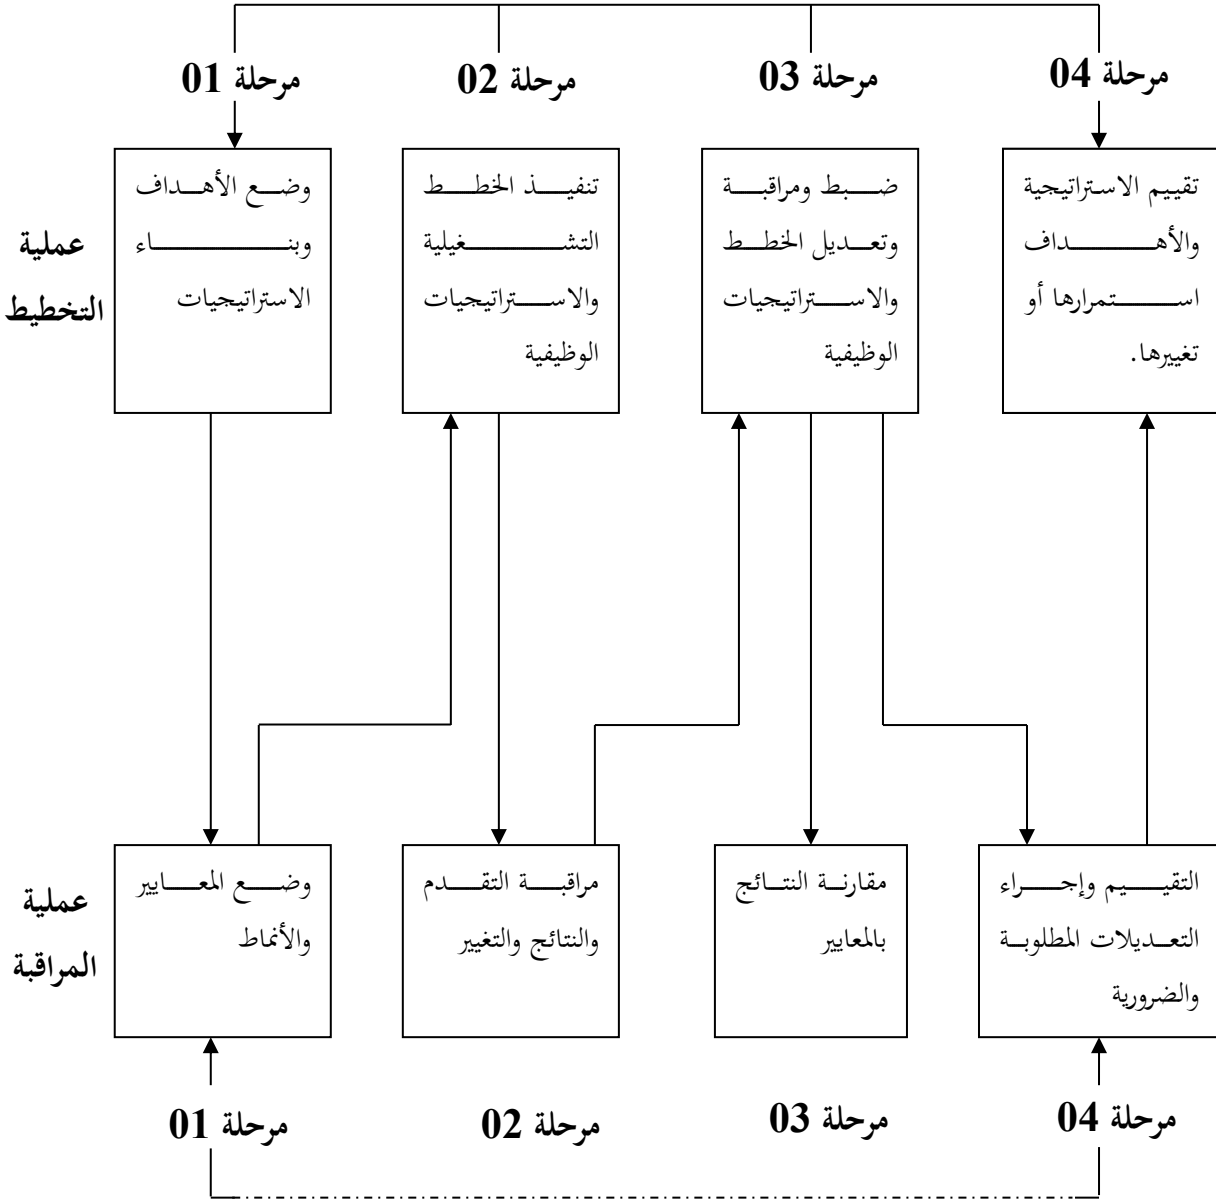 مرحلة 01
مرحلة 02
مرحلة 03
مرحلة 04
عملية
التخطيط
وضع الأهداف
وبناء
الاستراتيجيات
تنفيذ الخطط
التشغيلية
والاستراتيجيات
الوظيفية
ضبط ومراقبة
وتعديل الخطط
والاستراتيجيات
الوظيفية
تقييم الاستراتيجية
والأهداف
استمرارها أو
تغييرها.
عملية
المراقبة
وضع المعايير
والأنماط
مراقبة التقدم
والنتائج والتغيير
مقارنة النتائج
بالمعايير
التقييم وإجراء
التعديلات المطلوبة
والضرورية
مرحلة 01
مرحلة 02
مرحلة 03
مرحلة 04